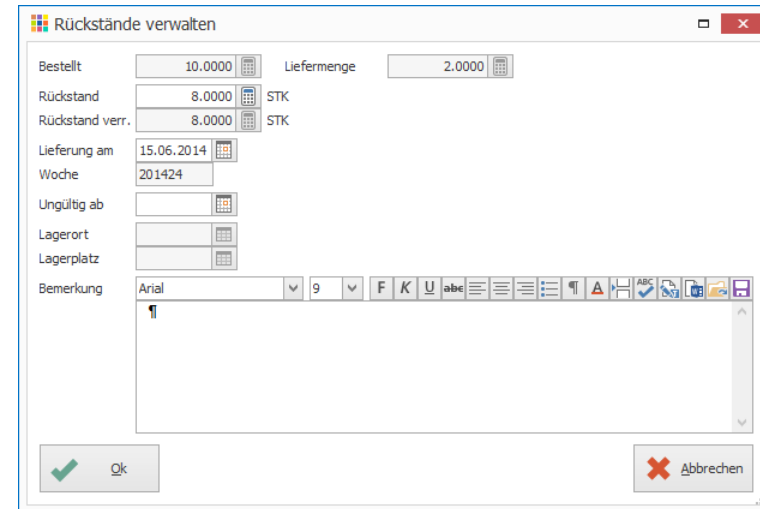 Rückstände verwalten
Bestellt 10.0000 Liefermenge 2.0000
Rückstand 8.0000 STK
Rückstand verr. 8.0000 STK
Lieferung am 15.06.2014
Woche 201424
Ungültig ab
Lagerort
Lagerplatz
Bemerkung Arial 9 F K U abc ¶ A ABC
¶
Ok Abbrechen